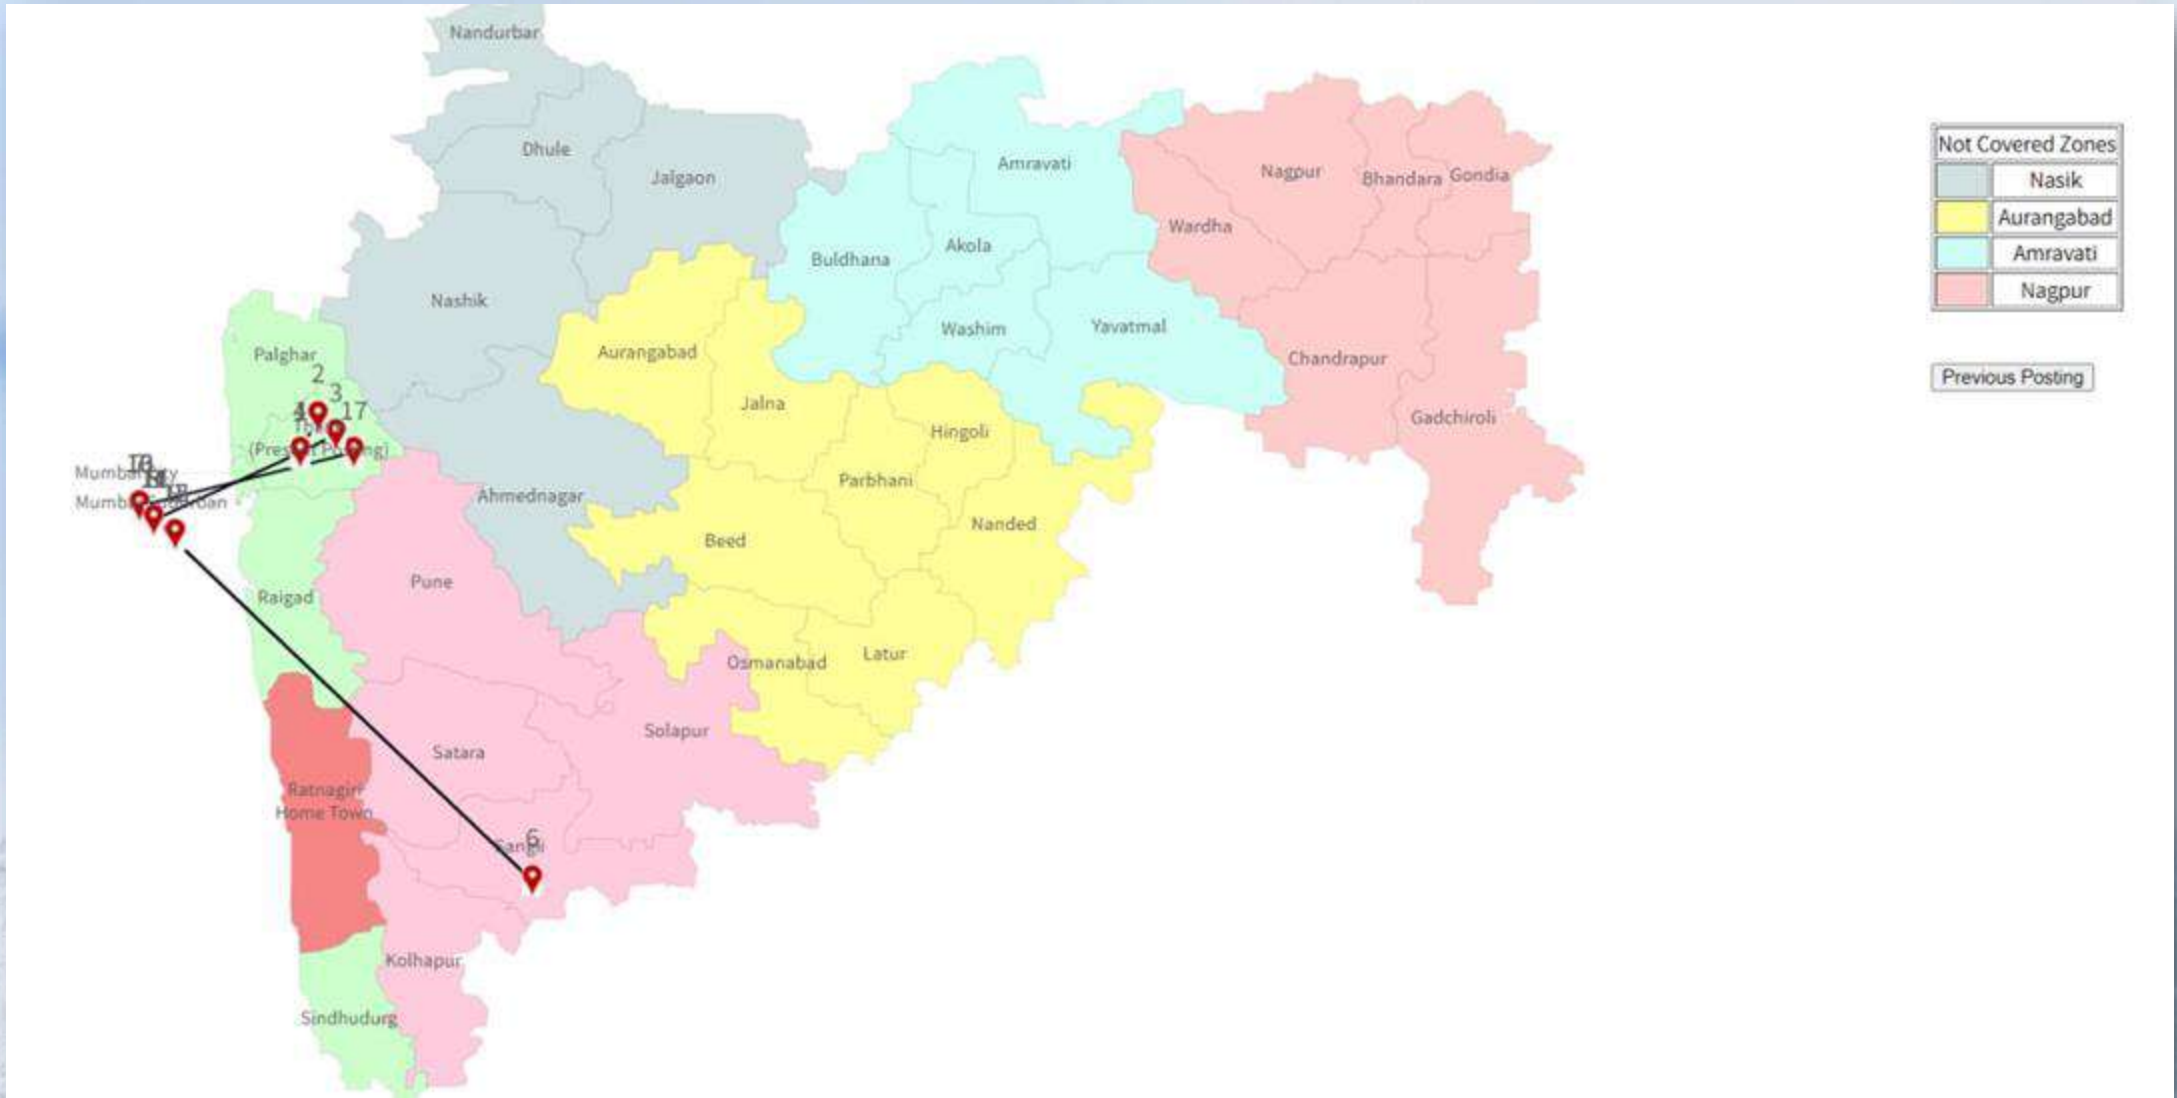 Nandurbar
Dhule
Jalgaon
Amravati
Nagpur
Bhandara
Gondia
Wardha
Buldhana
Akola
Nashik
Washim
Yavatmal
Palghar
Aurangabad
Chandrapur
2
3
17
Jalna
Hingoli
Gadchiroli
Parbhani
Ahmednagar
Nanded
Beed
Pune
Raigad
Osmanabad
Latur
Solapur
Satara
Ratnagiri
Home Town
6
Sangli
Kolhapur
Sindhudurg
Not Covered Zones
Nasik
Aurangabad
Amravati
Nagpur
Previous Posting